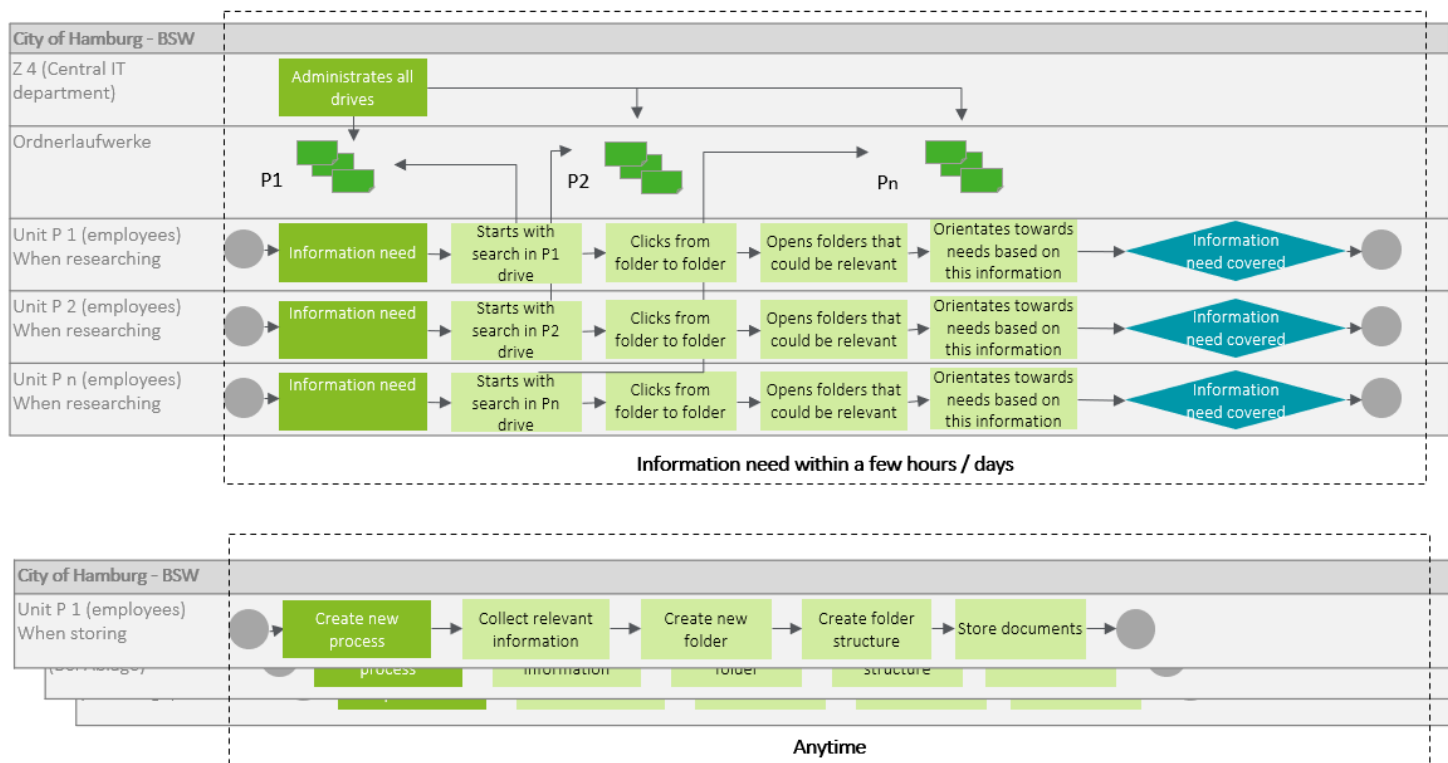 City of Hamburg - BSW
Z 4 (Central IT
department)
Administrates all
drives
Ordnerlaufwerke
P1
P2
Pn
Unit P 1 (employees)
When researching
Information need
Starts with
search in P1
drive
Clicks from
folder to folder
Opens folders that
could be relevant
Orientates towards
needs based on
this information
Information
need covered
Unit P 2 (employees)
When researching
Information need
Starts with
search in P2
drive
Clicks from
folder to folder
Opens folders that
could be relevant
Orientates towards
needs based on
this information
Information
need covered
Unit P n (employees)
When researching
Information need
Starts with
search in Pn
drive
Clicks from
folder to folder
Opens folders that
could be relevant
Orientates towards
needs based on
this information
Information
need covered
Information need within a few hours / days
City of Hamburg - BSW
Unit P 1 (employees)
When storing
Create new
process
Collect relevant
information
Create new
folder
Create folder
structure
Store documents
process
information
folder
structure
Anytime